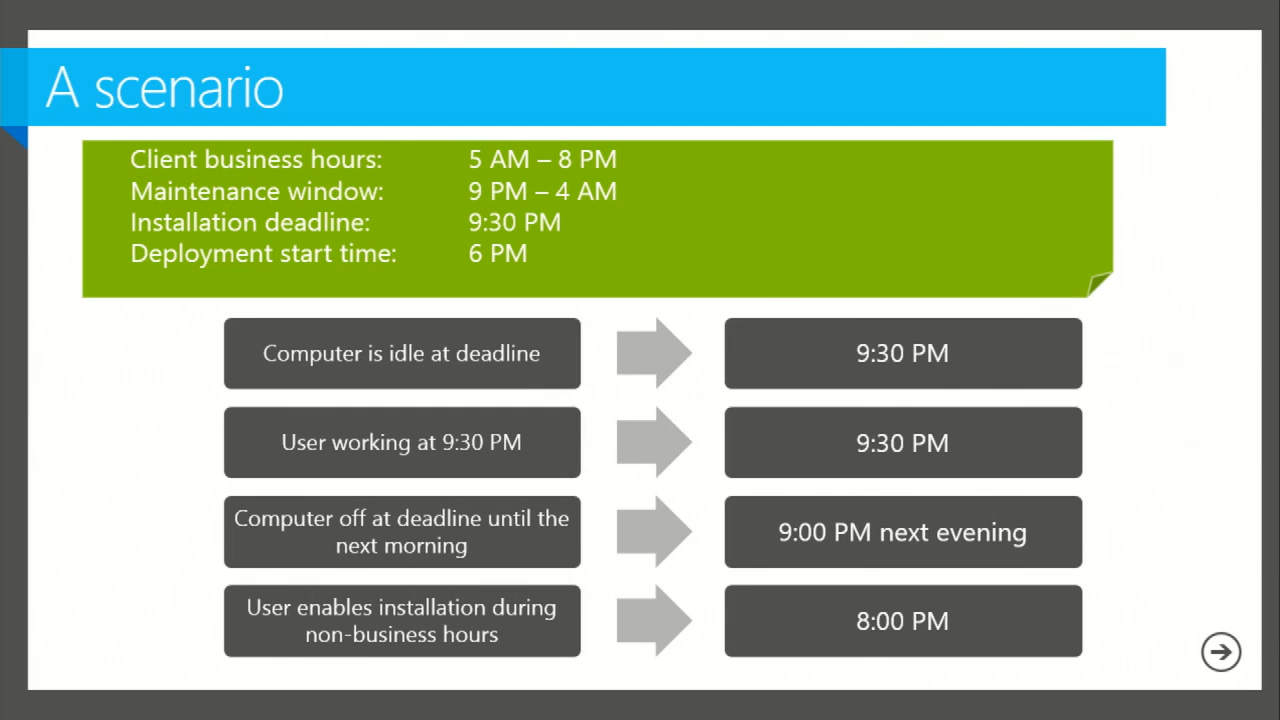 A scenario
Client business hours: 5 AM – 8 PM
Maintenance window: 9 PM – 4 AM
Installation deadline: 9:30 PM
Deployment start time: 6 PM
Computer is idle at deadline
9:30 PM
User working at 9:30 PM
9:30 PM
Computer off at deadline until the
next morning
9:00 PM next evening
User enables installation during
non-business hours
8:00 PM